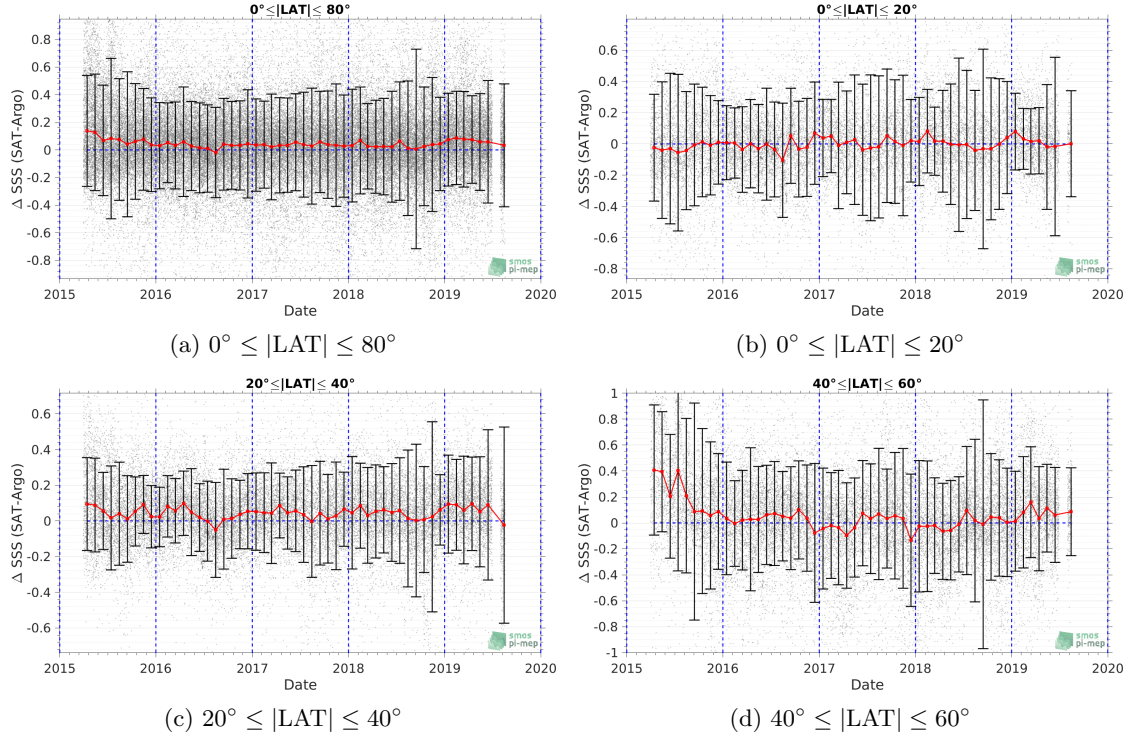 0°≤|LAT|≤ 80°
0.8
0.6
0.4
0.2
0
-0.2
-0.4
-0.6
-0.8
Δ SSS (SAT-Argo)
2015 2016 2017 2018 2019 2020
Date
smos
pi-mep
(a) 0° ≤ |LAT| ≤ 80°
0°≤|LAT|≤ 20°
0.8
0.6
0.4
0.2
0
-0.2
-0.4
-0.6
-0.8
Δ SSS (SAT-Argo)
2015 2016 2017 2018 2019 2020
Date
smos
pi-mep
(b) 0° ≤ |LAT| ≤ 20°
20°≤|LAT|≤ 40°
0.6
0.4
0.2
0
-0.2
-0.4
-0.6
Δ SSS (SAT-Argo)
2015 2016 2017 2018 2019 2020
Date
smos
pi-mep
(c) 20° ≤ |LAT| ≤ 40°
40°≤|LAT|≤ 60°
1
0.8
0.6
0.4
0.2
0
-0.2
-0.4
-0.6
-0.8
-1
Δ SSS (SAT-Argo)
2015 2016 2017 2018 2019 2020
Date
smos
pi-mep
(d) 40° ≤ |LAT| ≤ 60°